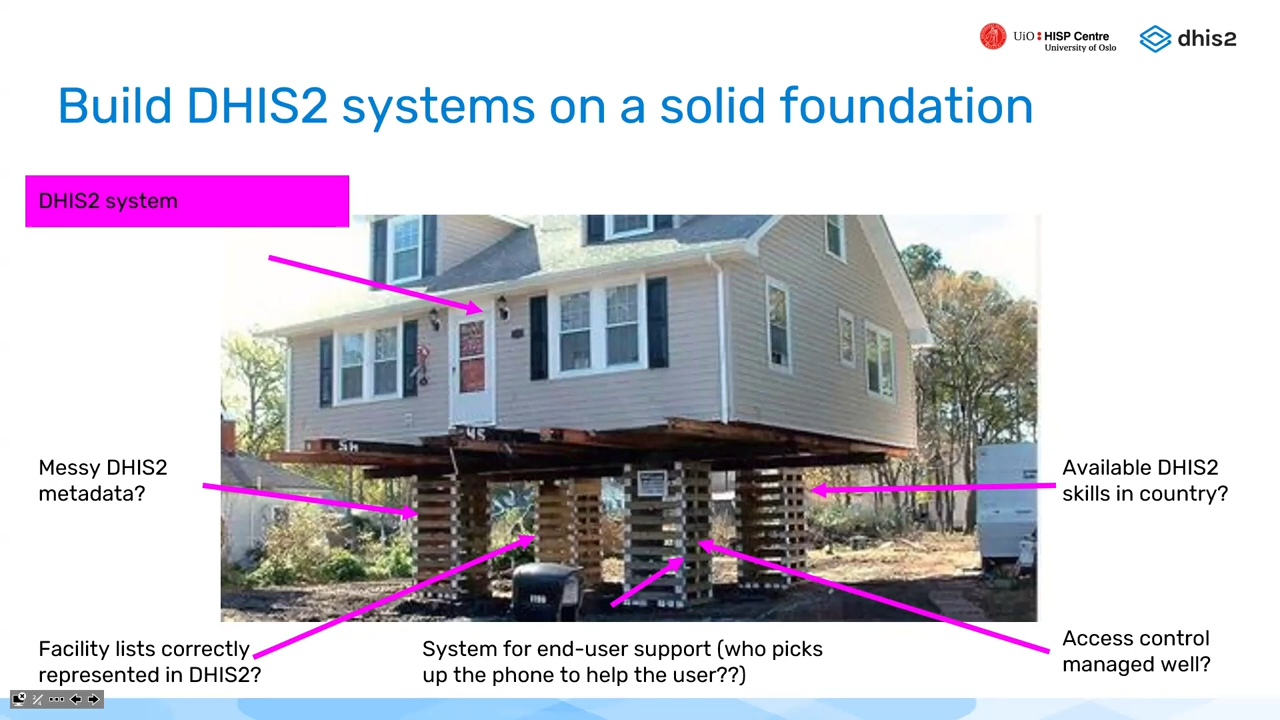 UiO HISP Centre
University of Oslo
dhis2
Build DHIS2 systems on a solid foundation
DHIS2 system
45
Messy DHIS2
metadata?
Available DHIS2
skills in country?
Facility lists correctly
represented in DHIS2?
System for end-user support (who picks
up the phone to help the user??)
Access control
managed well?